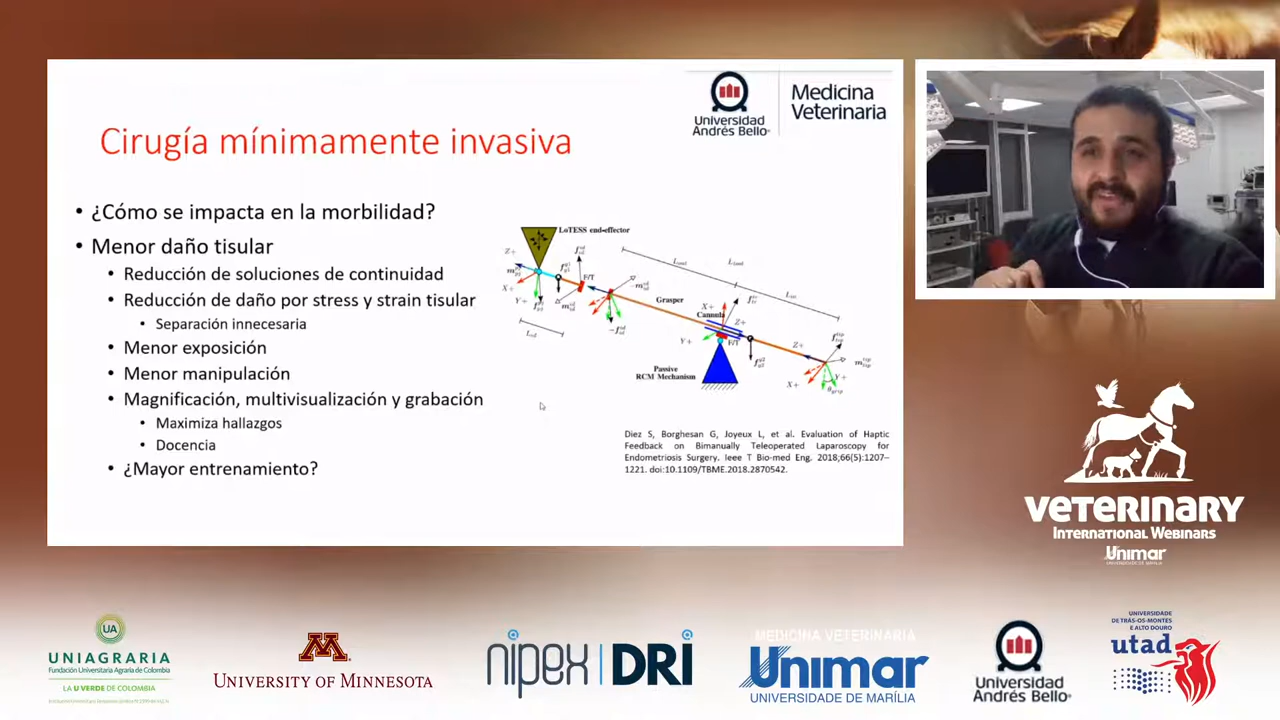 Universidad
Andrés Bello
Medicina
Veterinaria
Cirugía mínimamente invasiva
• ¿Cómo se impacta en la morbilidad?
• Menor daño tisular
• Reducción de soluciones de continuidad
• Reducción de daño por stress y strain tisular
• Separación innecesaria
• Menor exposición
• Menor manipulación
• Magnificación, multivisualización y grabación
• Maximiza hallazgos
• Docencia
• ¿Mayor entrenamiento?
LoTESS end-effector
Z+
X+
Y+
F/T
Grasper
X+
Cannula
Z+
Y+
F/T
Z+
Y+
X+
Passive
RCM Mechanism
Diez S, Borghesan G, Joyeux L, et al. Evaluation of Haptic
Feedback on Bimanually Teleoperated Laparoscopy for
Endometriosis Surgery. Ieee T Bio-med Eng. 2018;66(5):1207–
1221. doi:10.1109/TBME.2018.2870542.
VETERINARY
International Webinars
Unimar
UNIVERSIDADE DE MARÍLIA
UA
UNIAGRARIA
Fundación Universitaria Agraria de Colombia
LA U VERDE DE COLOMBIA
M
UNIVERSITY OF MINNESOTA
nipex | DRI
MEDICINA VETERINÁRIA
Unimar
UNIVERSIDADE DE MARÍLIA
Universidad
Andrés Bello
UNIVERSIDADE
DE TRÁS-OS-MONTES
E ALTO DOURO
utad